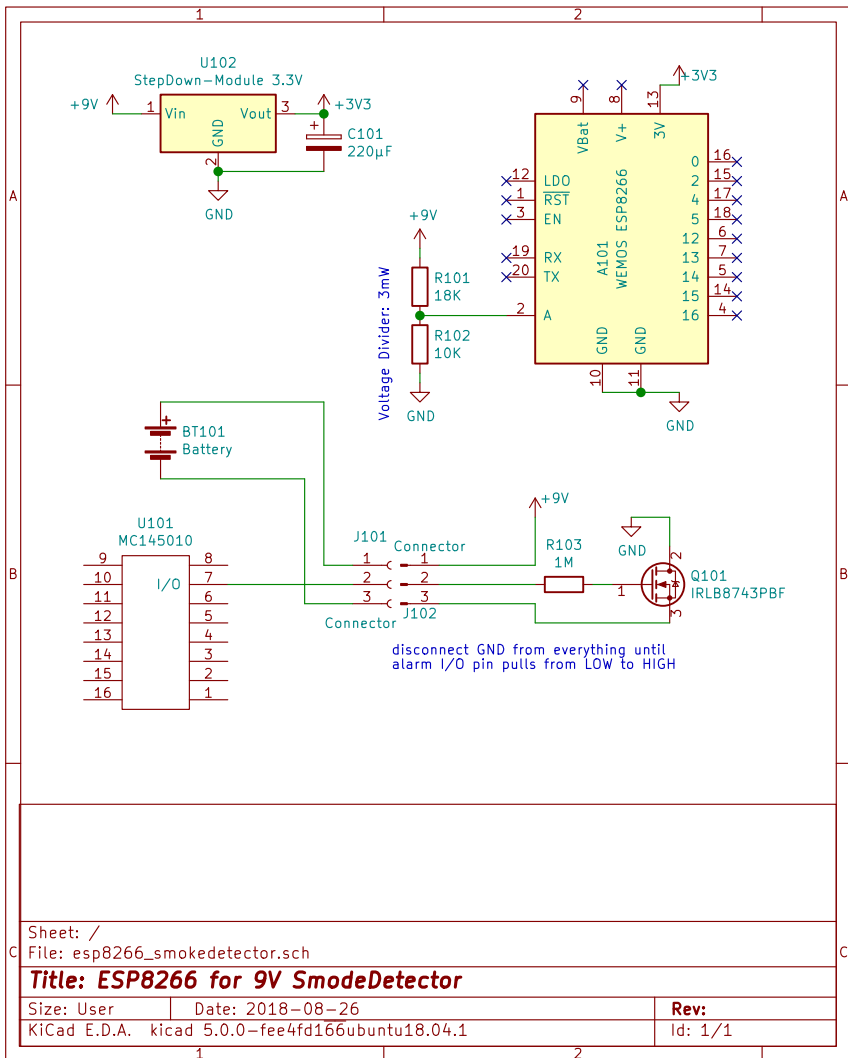 1 2
U102
StepDown-Module 3.3V
+9V 1 Vin Vout 3 +3V3
GND
2
+ C101
220µF
GND
+3V3
9 8 13
VBat V+ 3V
A A
12 LDO
1 RST
3 EN
19 RX
20 TX
2 A
A101
WEMOS ESP8266
0 16
2 15
4 17
5 18
12 6
13 7
14 5
15 14
16 4
GND GND
10 11
GND
+9V
R101
18K
R102
10K
GND
Voltage Divider: 3mW
+
BT101
Battery
U101
MC145010
9 8
10 I/O 7
11 6
12 5
13 4
14 3
15 2
16 1
B B
J101
Connector
1 1
2 2
3 3
J102
Connector
+9V
R103
1M
GND
2
1
3
Q101
IRLB8743PBF
disconnect GND from everything until
alarm I/O pin pulls from LOW to HIGH
C C
Sheet: /
File: esp8266_smokedetector.sch
Title: ESP8266 for 9V SmodeDetector
Size: User Date: 2018-08-26 Rev:
KiCad E.D.A. kicad 5.0.0-fee4fd166ubuntu18.04.1 Id: 1/1
1 2